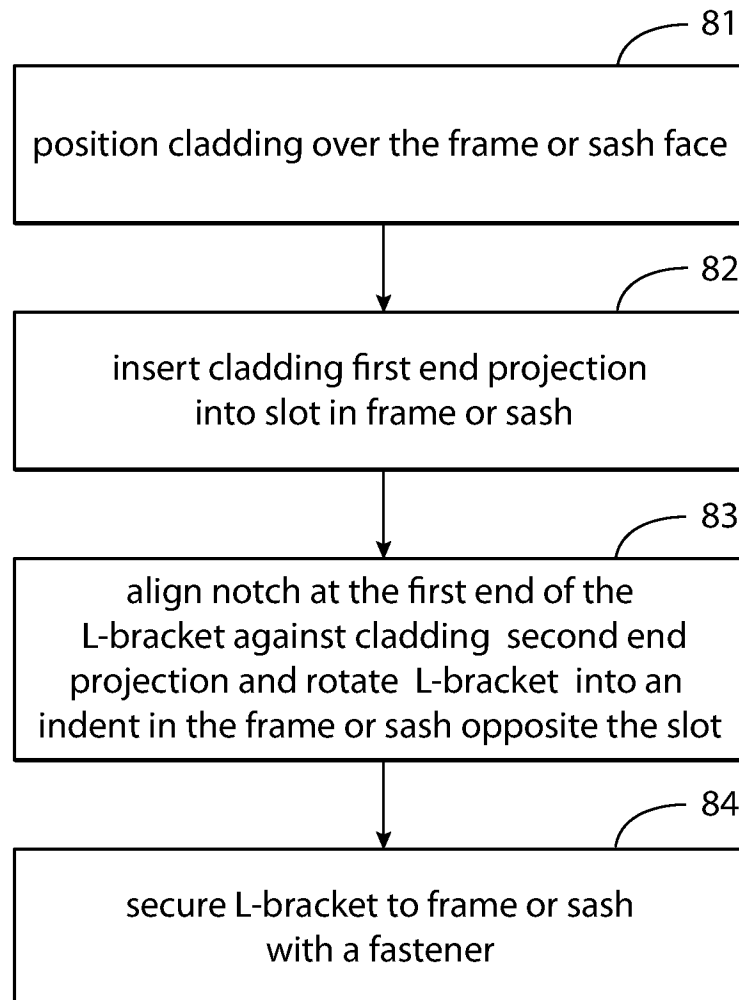 81
position cladding over the frame or sash face
82
insert cladding first end projection
into slot in frame or sash
83
align notch at the first end of the
L-bracket against cladding second end
projection and rotate L-bracket into an
indent in the frame or sash opposite the slot
84
secure L-bracket to frame or sash
with a fastener